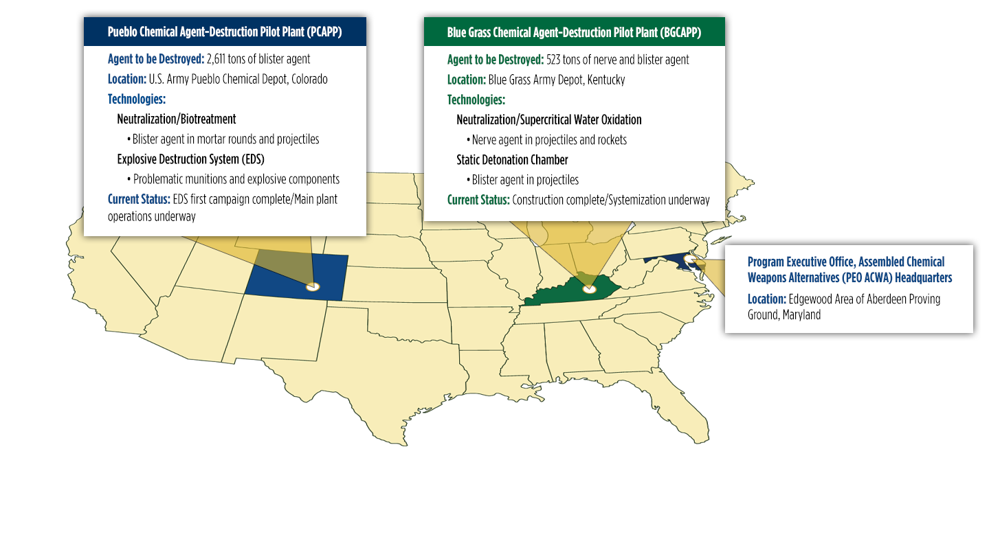 Pueblo Chemical Agent-Destruction Pilot Plant (PCAPP)
Agent to be Destroyed: 2,611 tons of blister agent
Location: U.S. Army Pueblo Chemical Depot, Colorado
Technologies:
Neutralization/Biotreatment
• Blister agent in mortar rounds and projectiles
Explosive Destruction System (EDS)
• Problematic munitions and explosive components
Current Status: EDS first campaign complete/Main plant
operations underway
Blue Grass Chemical Agent-Destruction Pilot Plant (BGCAPP)
Agent to be Destroyed: 523 tons of nerve and blister agent
Location: Blue Grass Army Depot, Kentucky
Technologies:
Neutralization/Supercritical Water Oxidation
• Nerve agent in projectiles and rockets
Static Detonation Chamber
• Blister agent in projectiles
Current Status: Construction complete/Systemization underway
Program Executive Office, Assembled Chemical
Weapons Alternatives (PEO ACWA) Headquarters
Location: Edgewood Area of Aberdeen Proving
Ground, Maryland